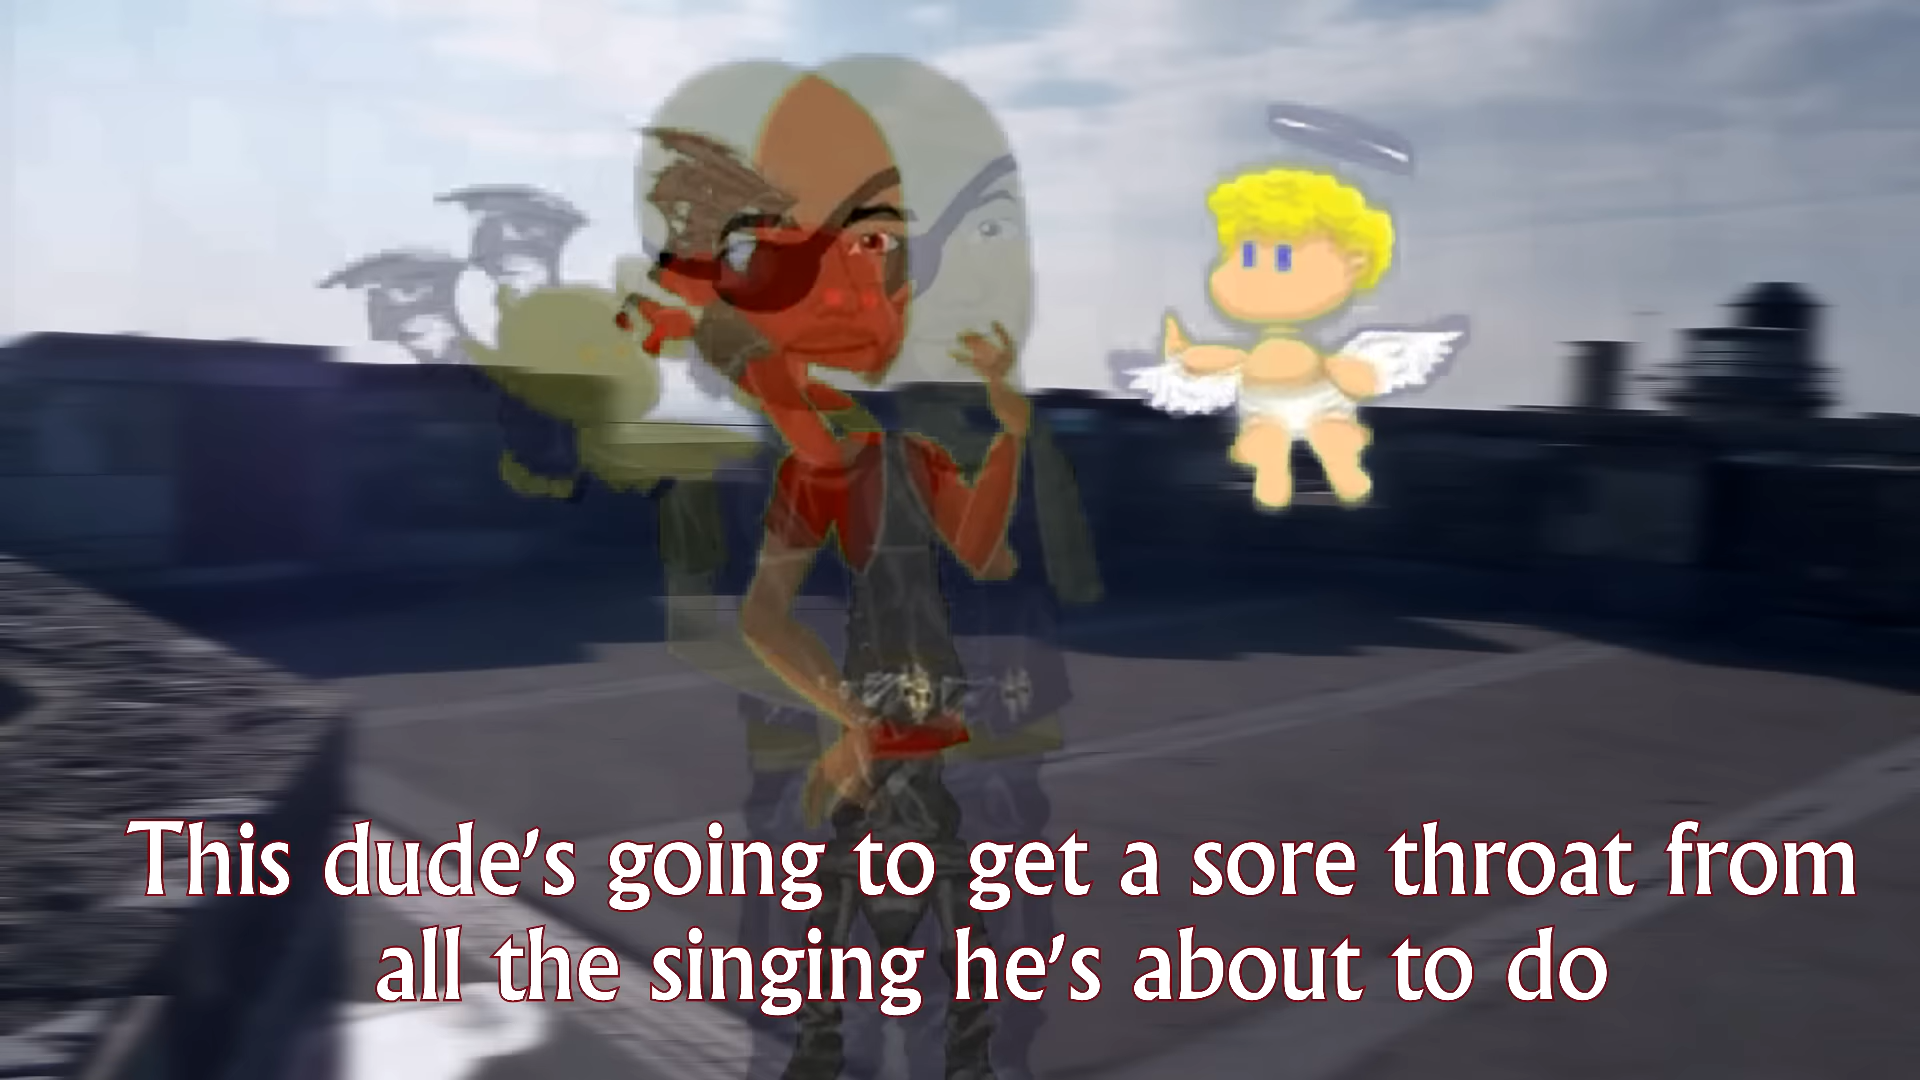 This dude's going to get a sore throat from
all the singing he's about to do